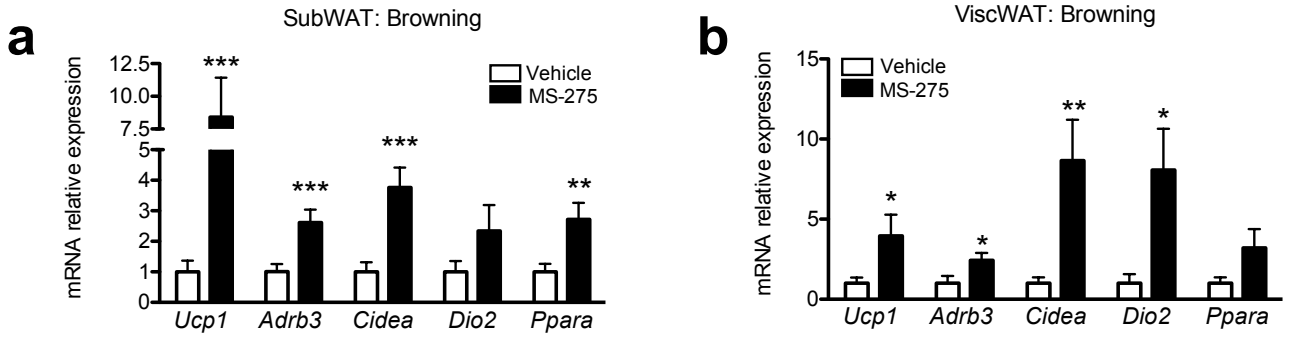 a
SubWAT: Browning
mRNA relative expression
12.5
10.0
7.5
5
4
3
2
1
0
***
***
***
**
Vehicle
MS-275
Ucp1 Adrb3 Cidea Dio2 Ppara
b
ViscWAT: Browning
mRNA relative expression
15
10
5
0
*
*
**
*
Vehicle
MS-275
Ucp1 Adrb3 Cidea Dio2 Ppara